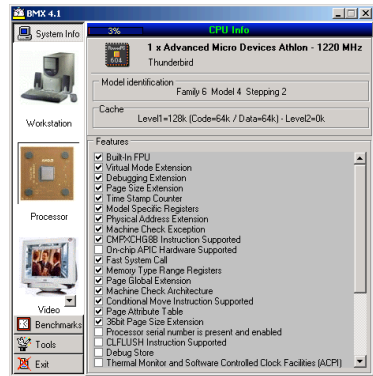 BMX 4.1
System Info
Workstation
Processor
Video
Benchmarks
Tools
Exit
3%
CPU Info
1 x Advanced Micro Devices Athlon - 1220 MHz
Thunderbird
Model identification
Family 6 Model 4 Stepping 2
Cache
Level1=128k (Code=64k / Data=64k) - Level2=0k
Features
Built-In FPU
Virtual Mode Extension
Debugging Extension
Page Size Extension
Time Stamp Counter
Model Specific Registers
Physical Address Extension
Machine Check Exception
CMPXCHG8B Instruction Supported
On-chip APIC Hardware Supported
Fast System Call
Memory Type Range Registers
Page Global Extension
Machine Check Architecture
Conditional Move Instruction Supported
Page Attribute Table
36bit Page Size Extension
Processor serial number is present and enabled
CLFLUSH Instruction Supported
Debug Store
Thermal Monitor and Software Controlled Clock Facilities (ACPI)